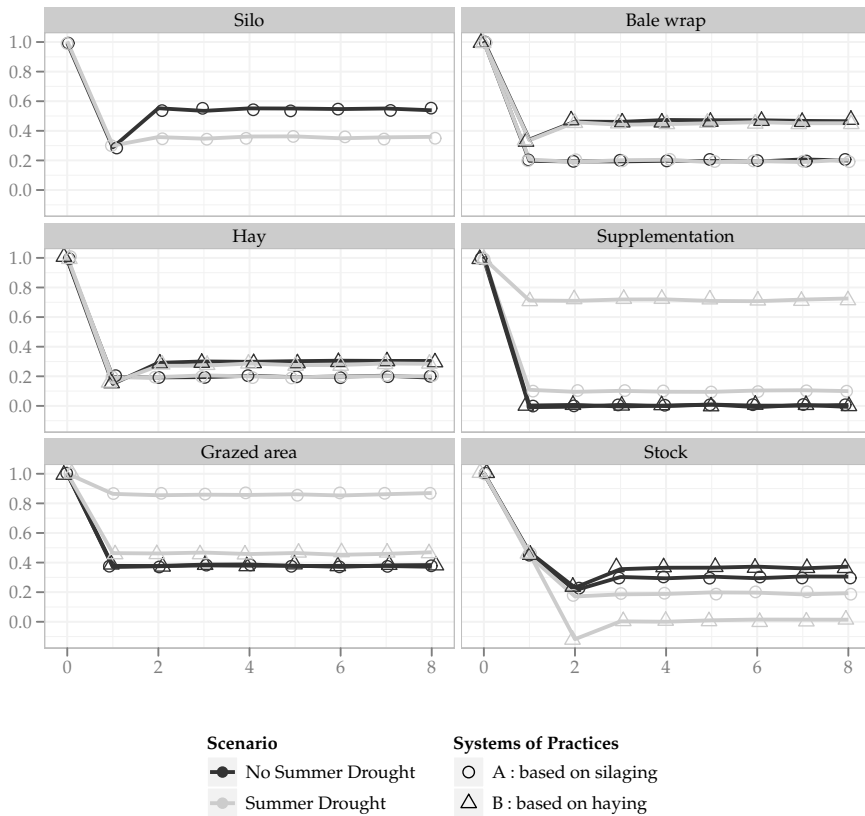 Silo
Bale wrap
1.0
0.8
0.6
0.4
0.2
0.0
Hay
Supplementation
1.0
0.8
0.6
0.4
0.2
0.0
Grazed area
Stock
1.0
0.8
0.6
0.4
0.2
0.0
0 2 4 6 8 0 2 4 6 8
Scenario
No Summer Drought
Summer Drought
Systems of Practices
A : based on silaging
B : based on haying